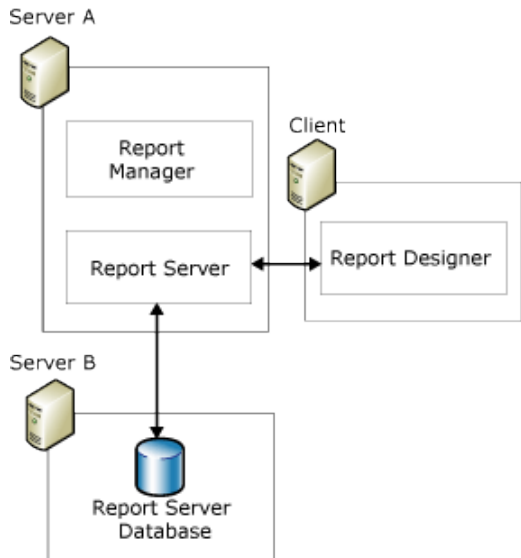 Server A
Report
Manager
Report Server
Client
Report Designer
Server B
Report Server
Database